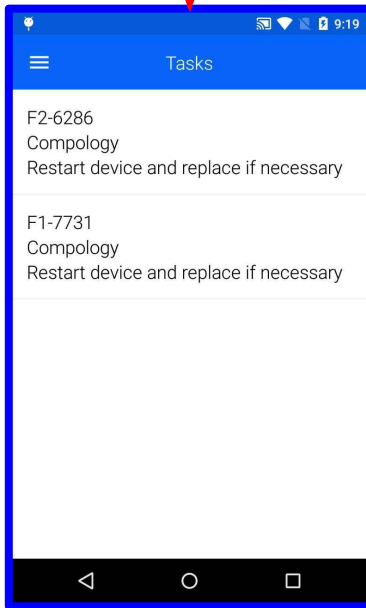 9:19
Tasks
F2-6286
Compology
Restart device and replace if necessary
F1-7731
Compology
Restart device and replace if necessary